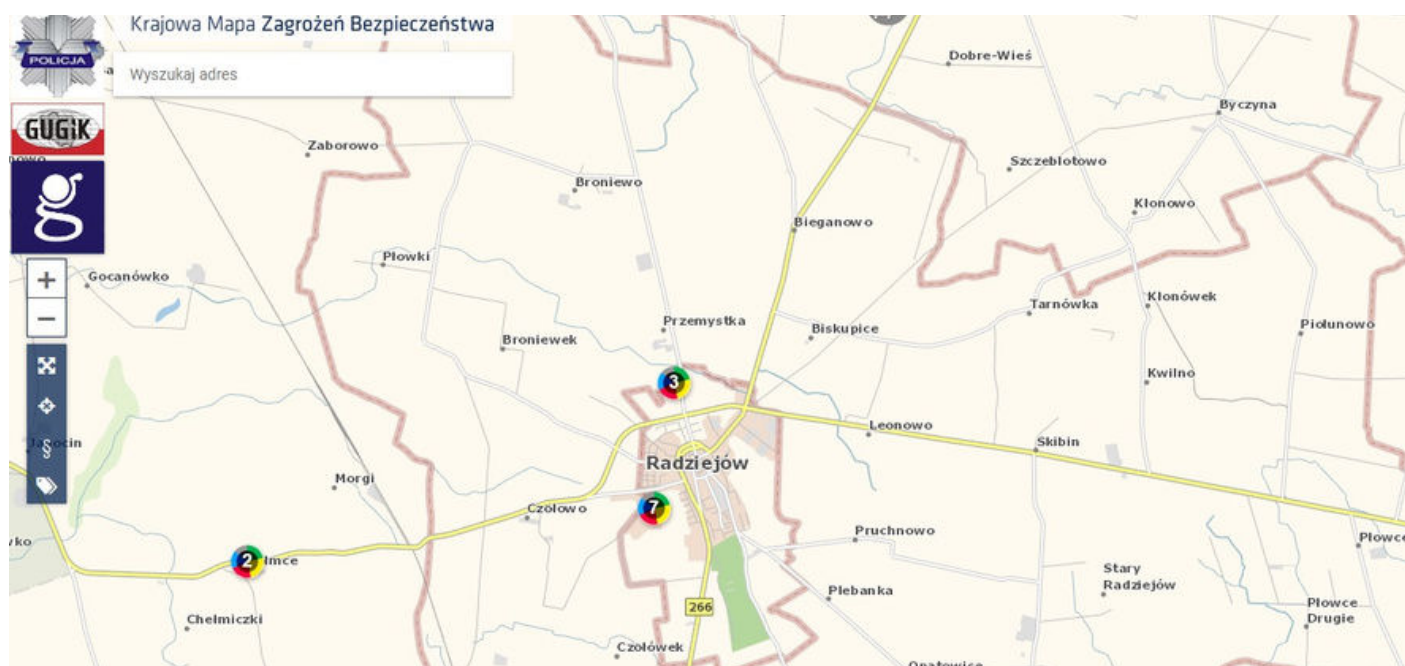 Krajowa Mapa Zagrożeń Bezpieczeństwa
POLICJA
Wyszukaj adres
Dobre-Wieś
Byczyna
GUGiK
Zaborowo
Szczeblotowo
Broniewo
Kłonowo
g
Bieganowo
Płowki
+
Gocanówko
−
Tarnówka
Kłonówek
Przemystka
Biskupice
Piołunowo
Broniewek
3
Kwilno
Leonowo
Skibin
§
Radziejów
Morgi
7
Czołowo
Pruchnowo
Płowce
2
Imce
Stary
Radziejów
Plebanka
266
Płowce
Drugie
Chełmiczki
Czołówek